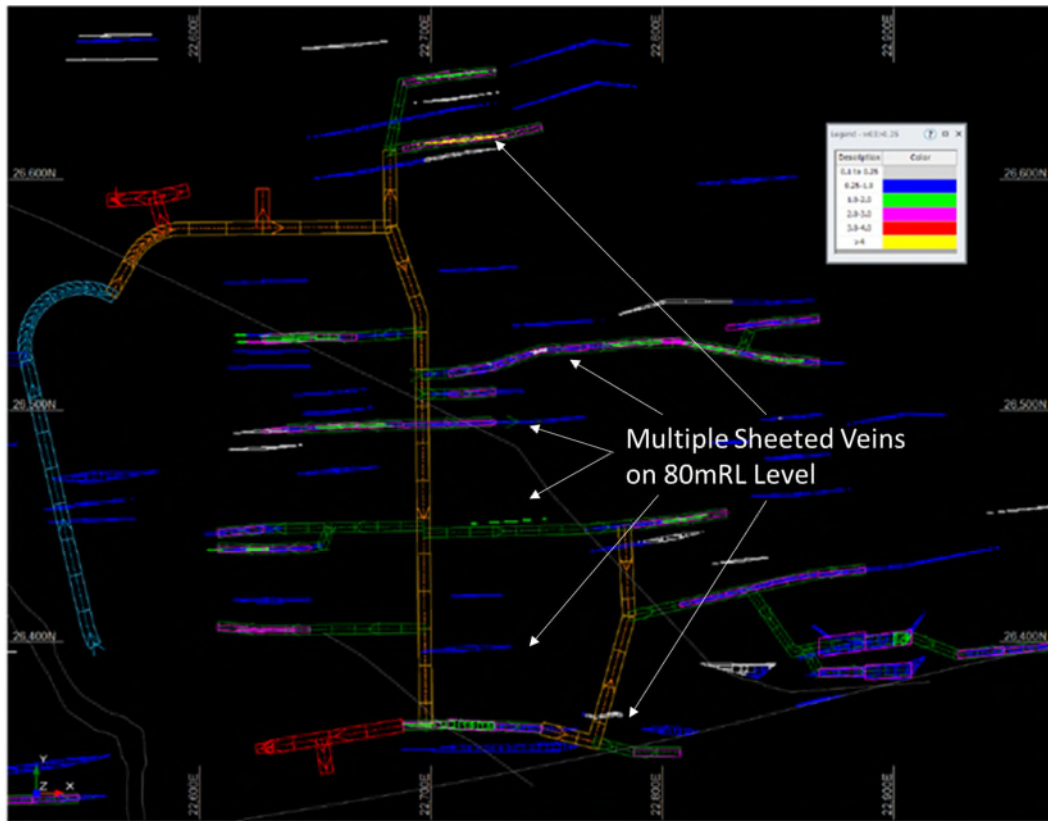 22.600E
22.700E
22.800E
22.900E
26.600N
26.600N
Description Color
0.25-1.0
1.0-2.0
2.0-3.0
3.0-4.0
>4
26.500N
26.500N
Multiple Sheeted Veins
on 80mRL Level
26.400N
26.400N
Y
Z X
22.600E
22.700E
22.800E
22.900E